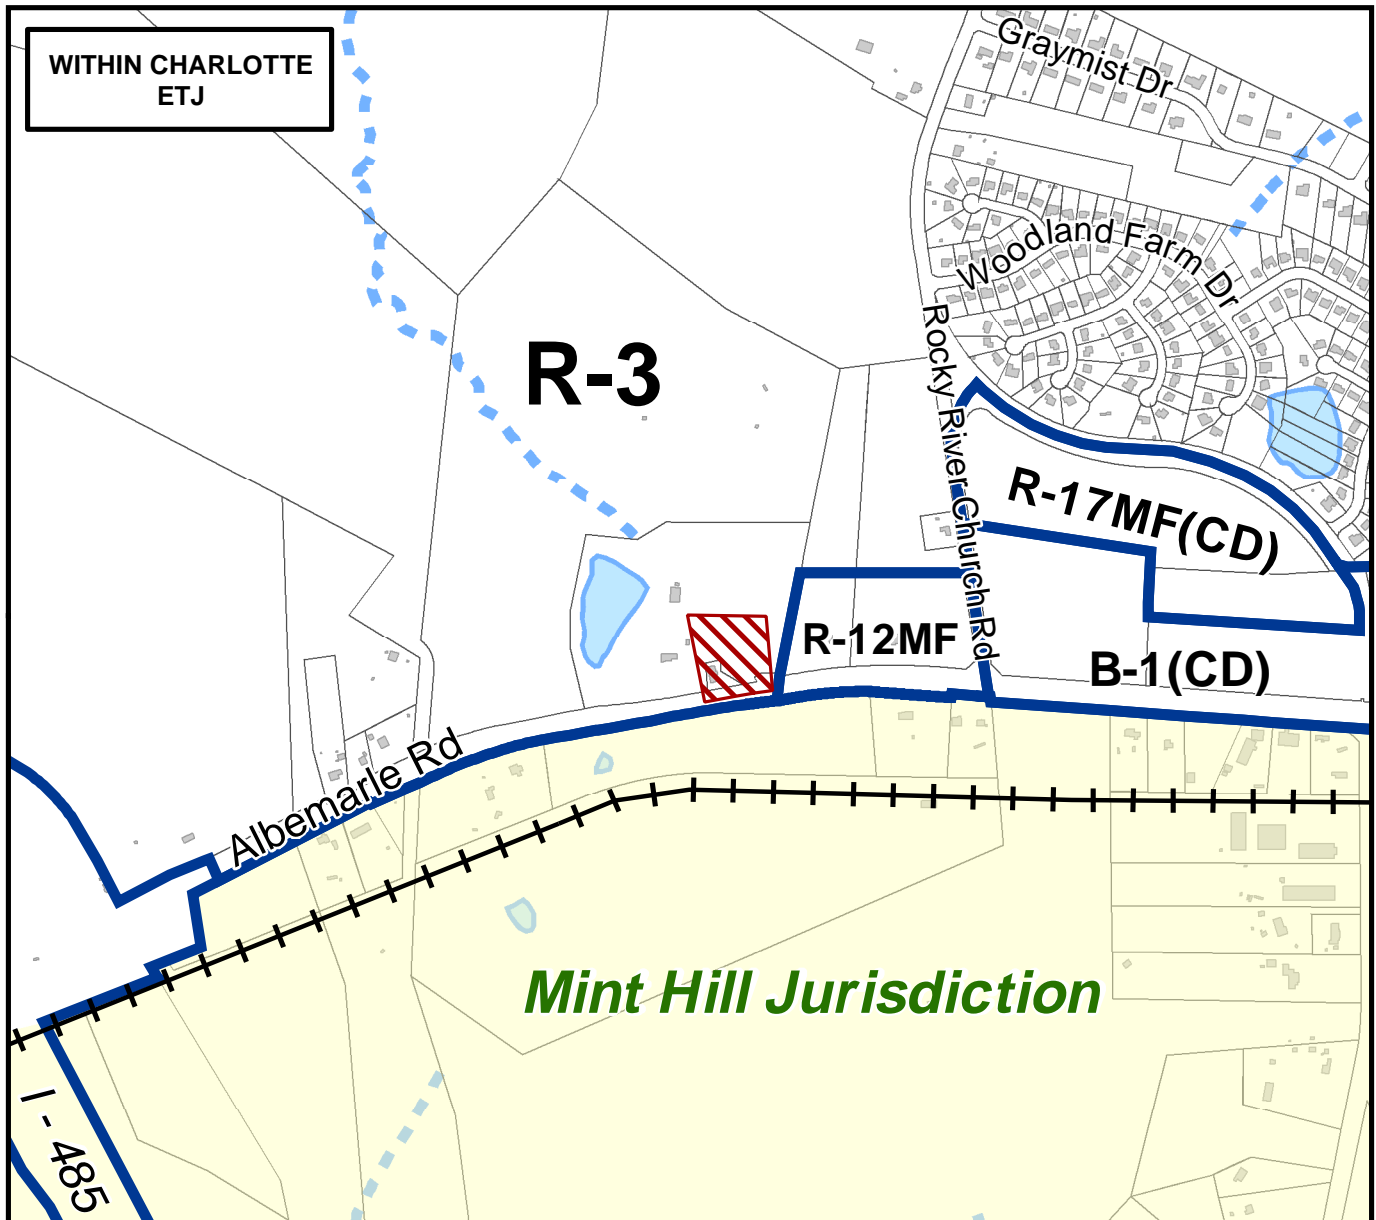 WITHIN CHARLOTTE
ETJ
Graymist Dr
Woodland Farm Dr
Rocky River Church Rd
R-3
R-17MF(CD)
R-12MF
B-1(CD)
Albemarle Rd
Mint Hill Jurisdiction
I - 485